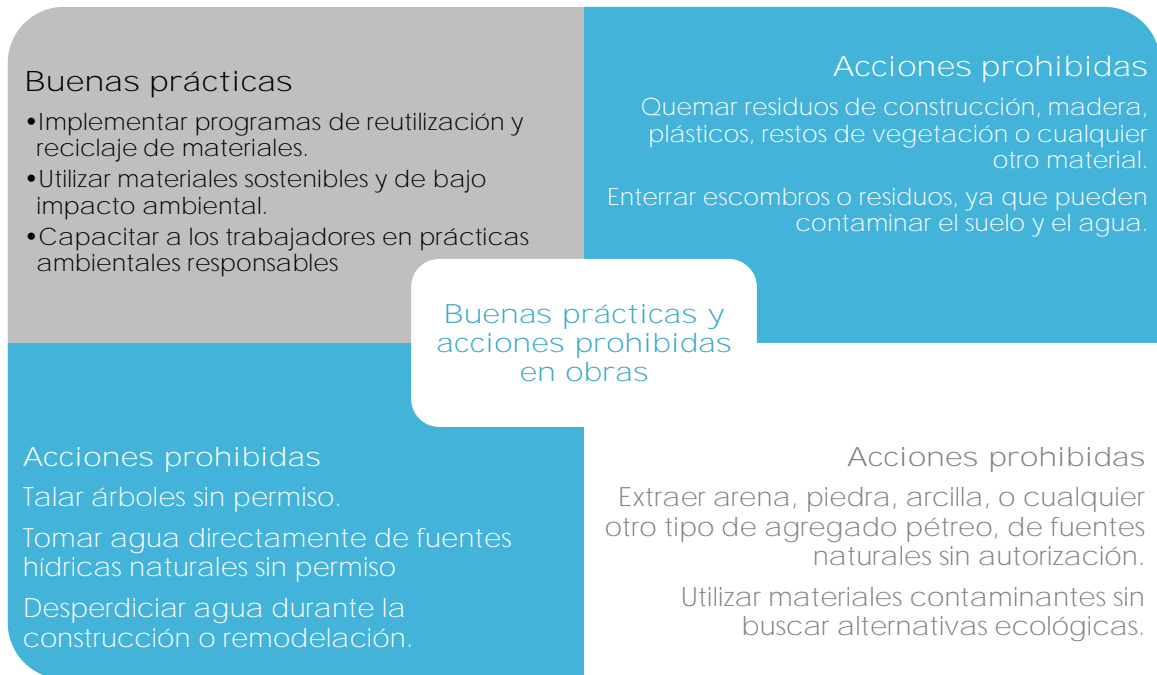 Buenas prácticas
•Implementar programas de reutilización y
reciclaje de materiales.
•Utilizar materiales sostenibles y de bajo
impacto ambiental.
•Capacitar a los trabajadores en prácticas
ambientales responsables
Acciones prohibidas
Quemar residuos de construcción, madera,
plásticos, restos de vegetación o cualquier
otro material.
Enterrar escombros o residuos, ya que pueden
contaminar el suelo y el agua.
Buenas prácticas y
acciones prohibidas
en obras
Acciones prohibidas
Talar árboles sin permiso.
Tomar agua directamente de fuentes
hídricas naturales sin permiso
Desperdiciar agua durante la
construcción o remodelación.
Acciones prohibidas
Extraer arena, piedra, arcilla, o cualquier
otro tipo de agregado pétreo, de fuentes
naturales sin autorización.
Utilizar materiales contaminantes sin
buscar alternativas ecológicas.